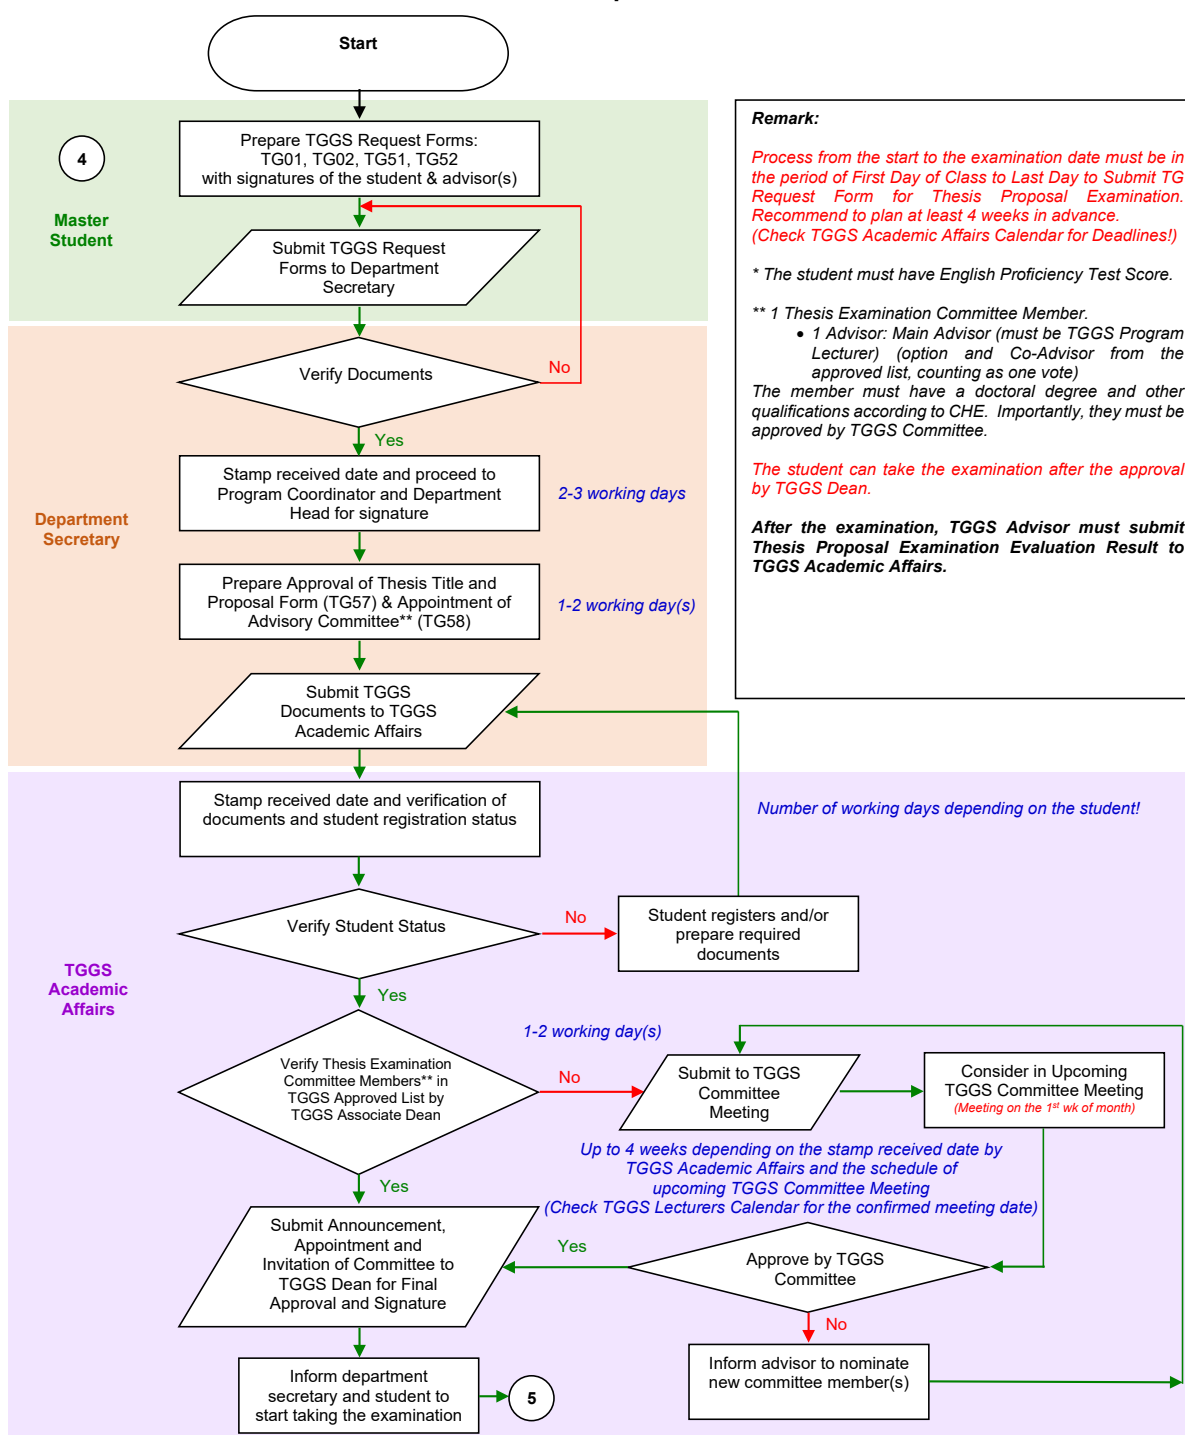 Start
4
Master
Student
Prepare TGGS Request Forms:
TG01, TG02, TG51, TG52
with signatures of the student & advisor(s)
Submit TGGS Request
Forms to Department
Secretary
Remark:
Process from the start to the examination date must be in
the period of First Day of Class to Last Day to Submit TG
Request Form for Thesis Proposal Examination.
Recommend to plan at least 4 weeks in advance.
(Check TGGS Academic Affairs Calendar for Deadlines!)
* The student must have English Proficiency Test Score.
** 1 Thesis Examination Committee Member.
• 1 Advisor: Main Advisor (must be TGGS Program
Lecturer) (option and Co-Advisor from the
approved list, counting as one vote)
The member must have a doctoral degree and other
qualifications according to CHE. Importantly, they must be
approved by TGGS Committee.
The student can take the examination after the approval
by TGGS Dean.
After the examination, TGGS Advisor must submit
Thesis Proposal Examination Evaluation Result to
TGGS Academic Affairs.
Department
Secretary
Verify Documents
No
Yes
Stamp received date and proceed to
Program Coordinator and Department
Head for signature
2-3 working days
Prepare Approval of Thesis Title and
Proposal Form (TG57) & Appointment of
Advisory Committee** (TG58)
1-2 working day(s)
Submit TGGS
Documents to TGGS
Academic Affairs
TGGS
Academic
Affairs
Stamp received date and verification of
documents and student registration status
Number of working days depending on the student!
Verify Student Status
No
Student registers and/or
prepare required
documents
Yes
1-2 working day(s)
Verify Thesis Examination
Committee Members** in
TGGS Approved List by
TGGS Associate Dean
No
Submit to TGGS
Committee
Meeting
Consider in Upcoming
TGGS Committee Meeting
(Meeting on the 1st wk of month)
Up to 4 weeks depending on the stamp received date by
TGGS Academic Affairs and the schedule of
upcoming TGGS Committee Meeting
(Check TGGS Lecturers Calendar for the confirmed meeting date)
Yes
Submit Announcement,
Appointment and
Invitation of Committee to
TGGS Dean for Final
Approval and Signature
Yes
Approve by TGGS
Committee
No
Inform advisor to nominate
new committee member(s)
Inform department
secretary and student to
start taking the examination
5